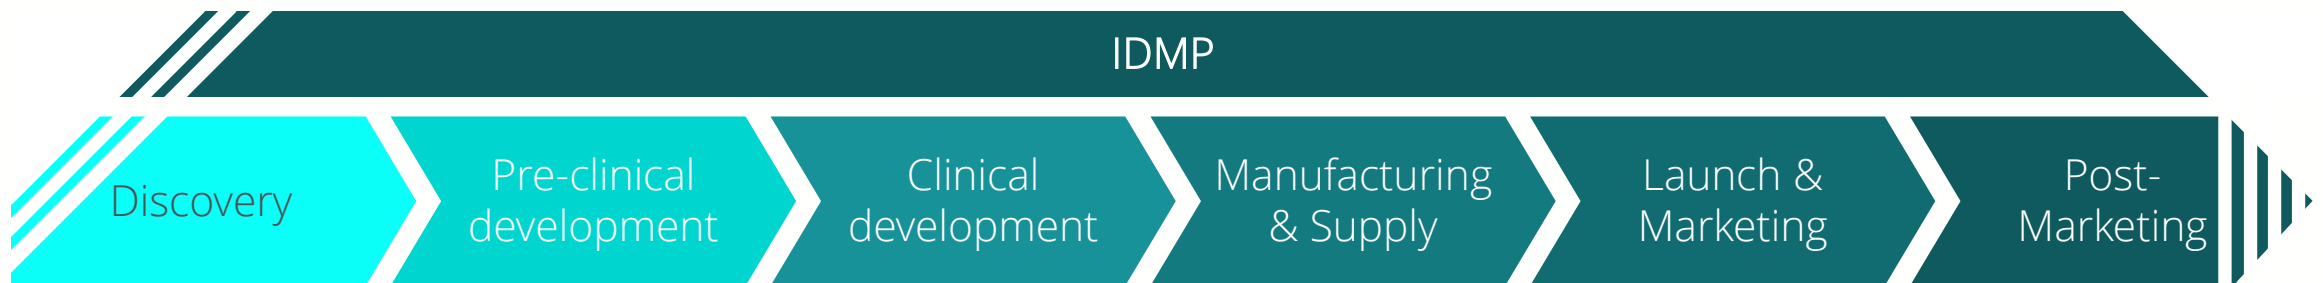 IDMP
Discovery
Pre-clinical
development
Clinical
development
Manufacturing
& Supply
Launch &
Marketing
Post-
Marketing